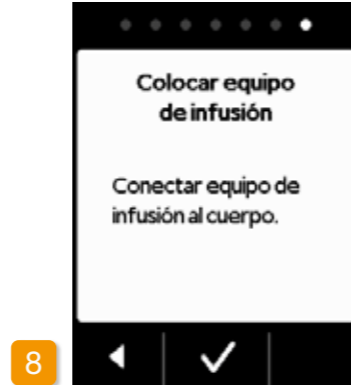 Colocar equipo
de infusión
Conectar equipo de
infusión al cuerpo.
8